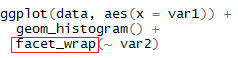 ggplot(data, aes(x = var1)) +
  geom_histogram() +
  facet_wrap(~ var2)